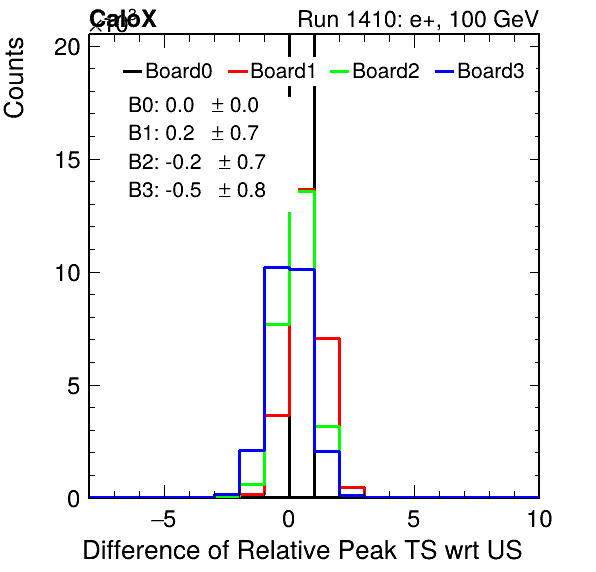 CaloX Run 1410: e+, 100 GeV
×10³
Counts
Board0 Board1 Board2 Board3
B0: 0.0 ± 0.0
B1: 0.2 ± 0.7
B2: -0.2 ± 0.7
B3: -0.5 ± 0.8
20
15
10
5
0
−5 0 5 10
Difference of Relative Peak TS wrt US